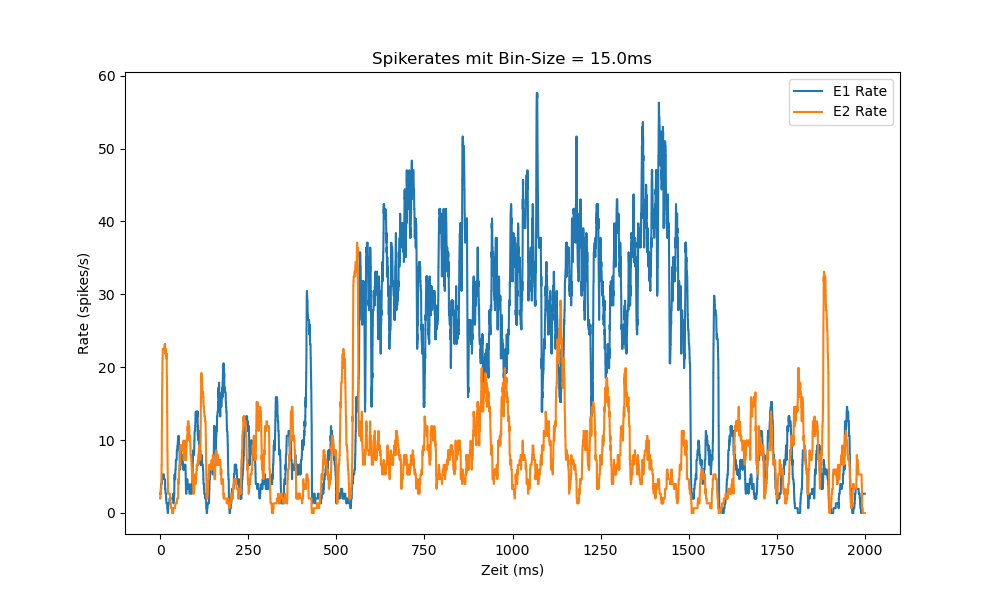 Spikerates mit Bin-Size = 15.0ms
E1 Rate
E2 Rate
60
50
40
30
20
10
0
Rate (spikes/s)
0 250 500 750 1000 1250 1500 1750 2000
Zeit (ms)